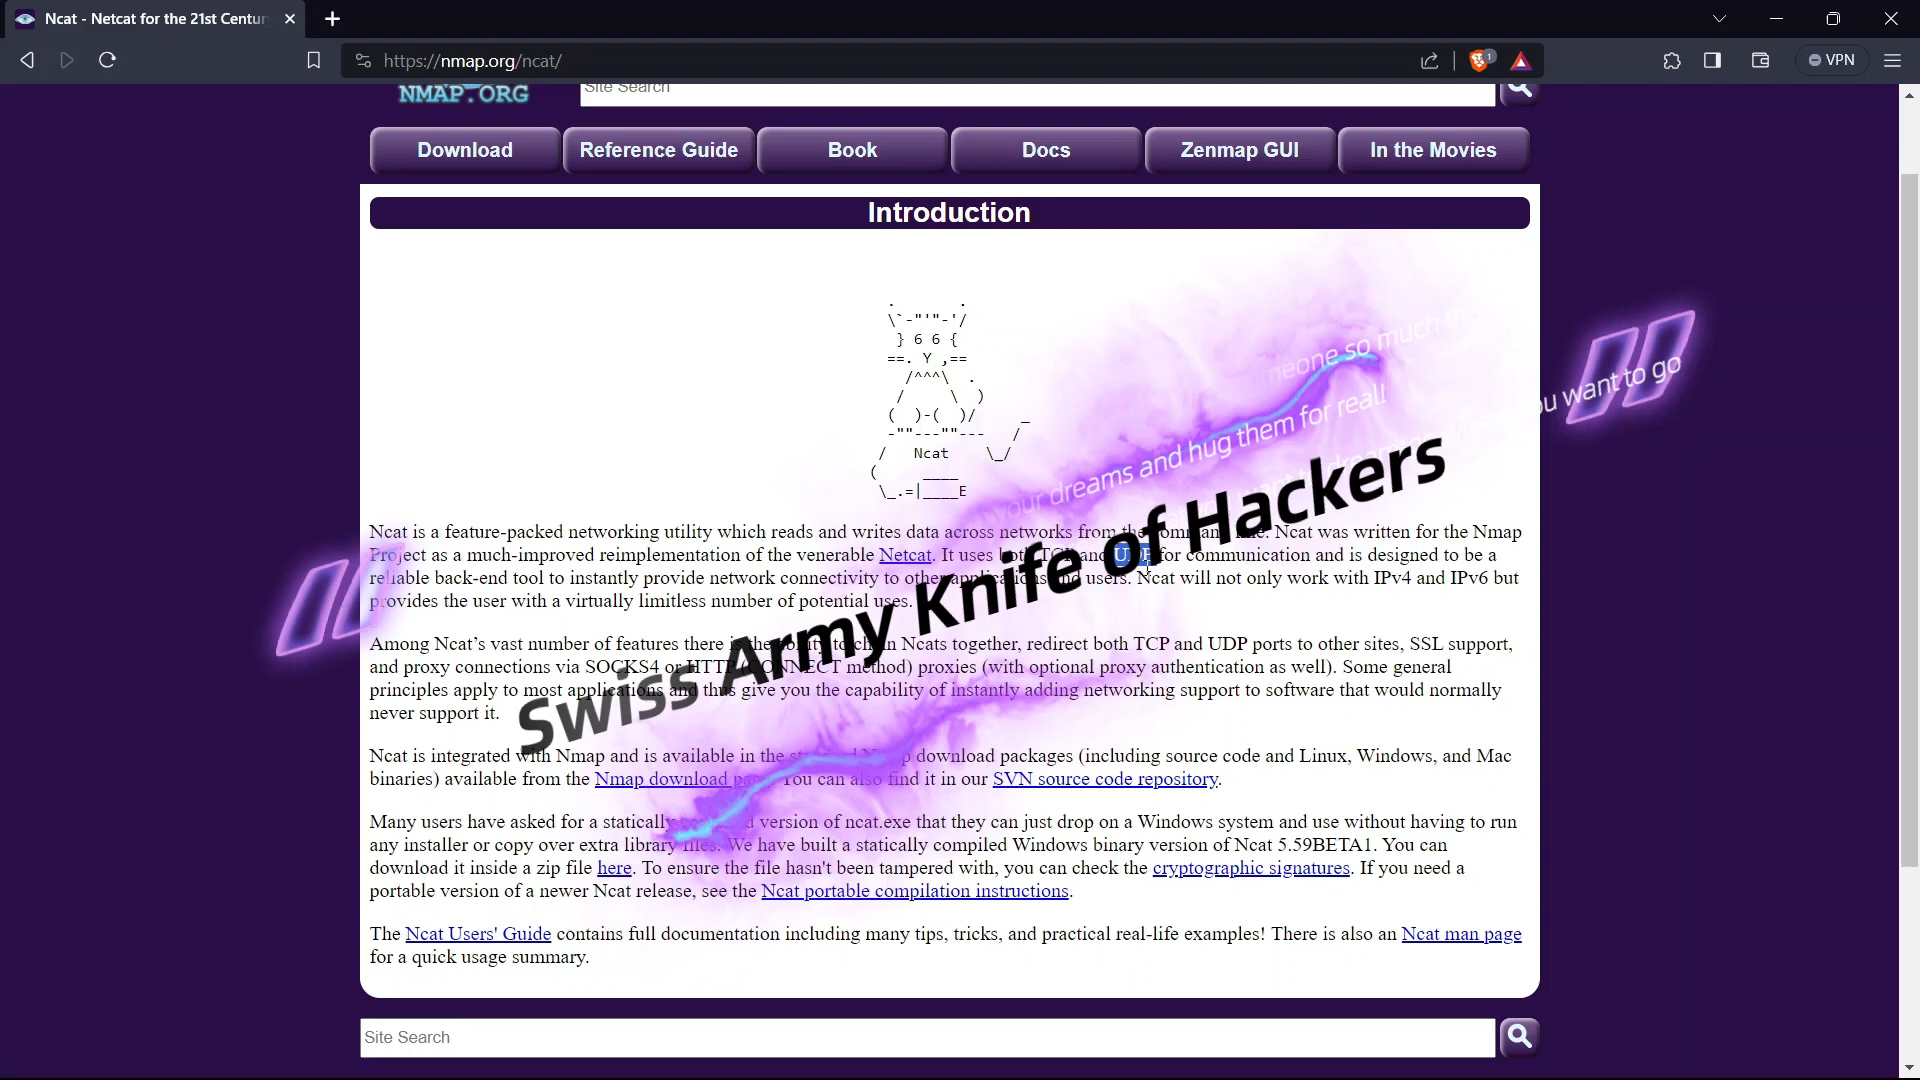 Ncat - Netcat for the 21st Centur
https://nmap.org/ncat/
1
VPN
NMAP.ORG
Site Search
Download
Reference Guide
Book
Docs
Zenmap GUI
In the Movies
Introduction
.       .
\`-"'"-'/
} 6 6 {
==. Y ,==
/^^^\  .
/     \  )
(  )-(  )/     _
-""---""---   /
/   Ncat    \_/
(     ____
\_.=|____E
omeone so much th
ou want to go
your dreams and hug them for real!
Swiss Army Knife of Hackers
Ncat is a feature-packed networking utility which reads and writes data across networks from the command line. Ncat was written for the Nmap
Project as a much-improved reimplementation of the venerable Netcat. It uses both TCP and UDP for communication and is designed to be a
reliable back-end tool to instantly provide network connectivity to other applications and users. Ncat will not only work with IPv4 and IPv6 but
provides the user with a virtually limitless number of potential uses.
Among Ncat’s vast number of features there is the ability to chain Ncats together, redirect both TCP and UDP ports to other sites, SSL support,
and proxy connections via SOCKS4 or HTTP (CONNECT method) proxies (with optional proxy authentication as well). Some general
principles apply to most applications and thus give you the capability of instantly adding networking support to software that would normally
never support it.
Ncat is integrated with Nmap and is available in the standard Nmap download packages (including source code and Linux, Windows, and Mac
binaries) available from the Nmap download page. You can also find it in our SVN source code repository.
Many users have asked for a statically compiled version of ncat.exe that they can just drop on a Windows system and use without having to run
any installer or copy over extra library files. We have built a statically compiled Windows binary version of Ncat 5.59BETA1. You can
download it inside a zip file here. To ensure the file hasn't been tampered with, you can check the cryptographic signatures. If you need a
portable version of a newer Ncat release, see the Ncat portable compilation instructions.
The Ncat Users' Guide contains full documentation including many tips, tricks, and practical real-life examples! There is also an Ncat man page
for a quick usage summary.
Site Search